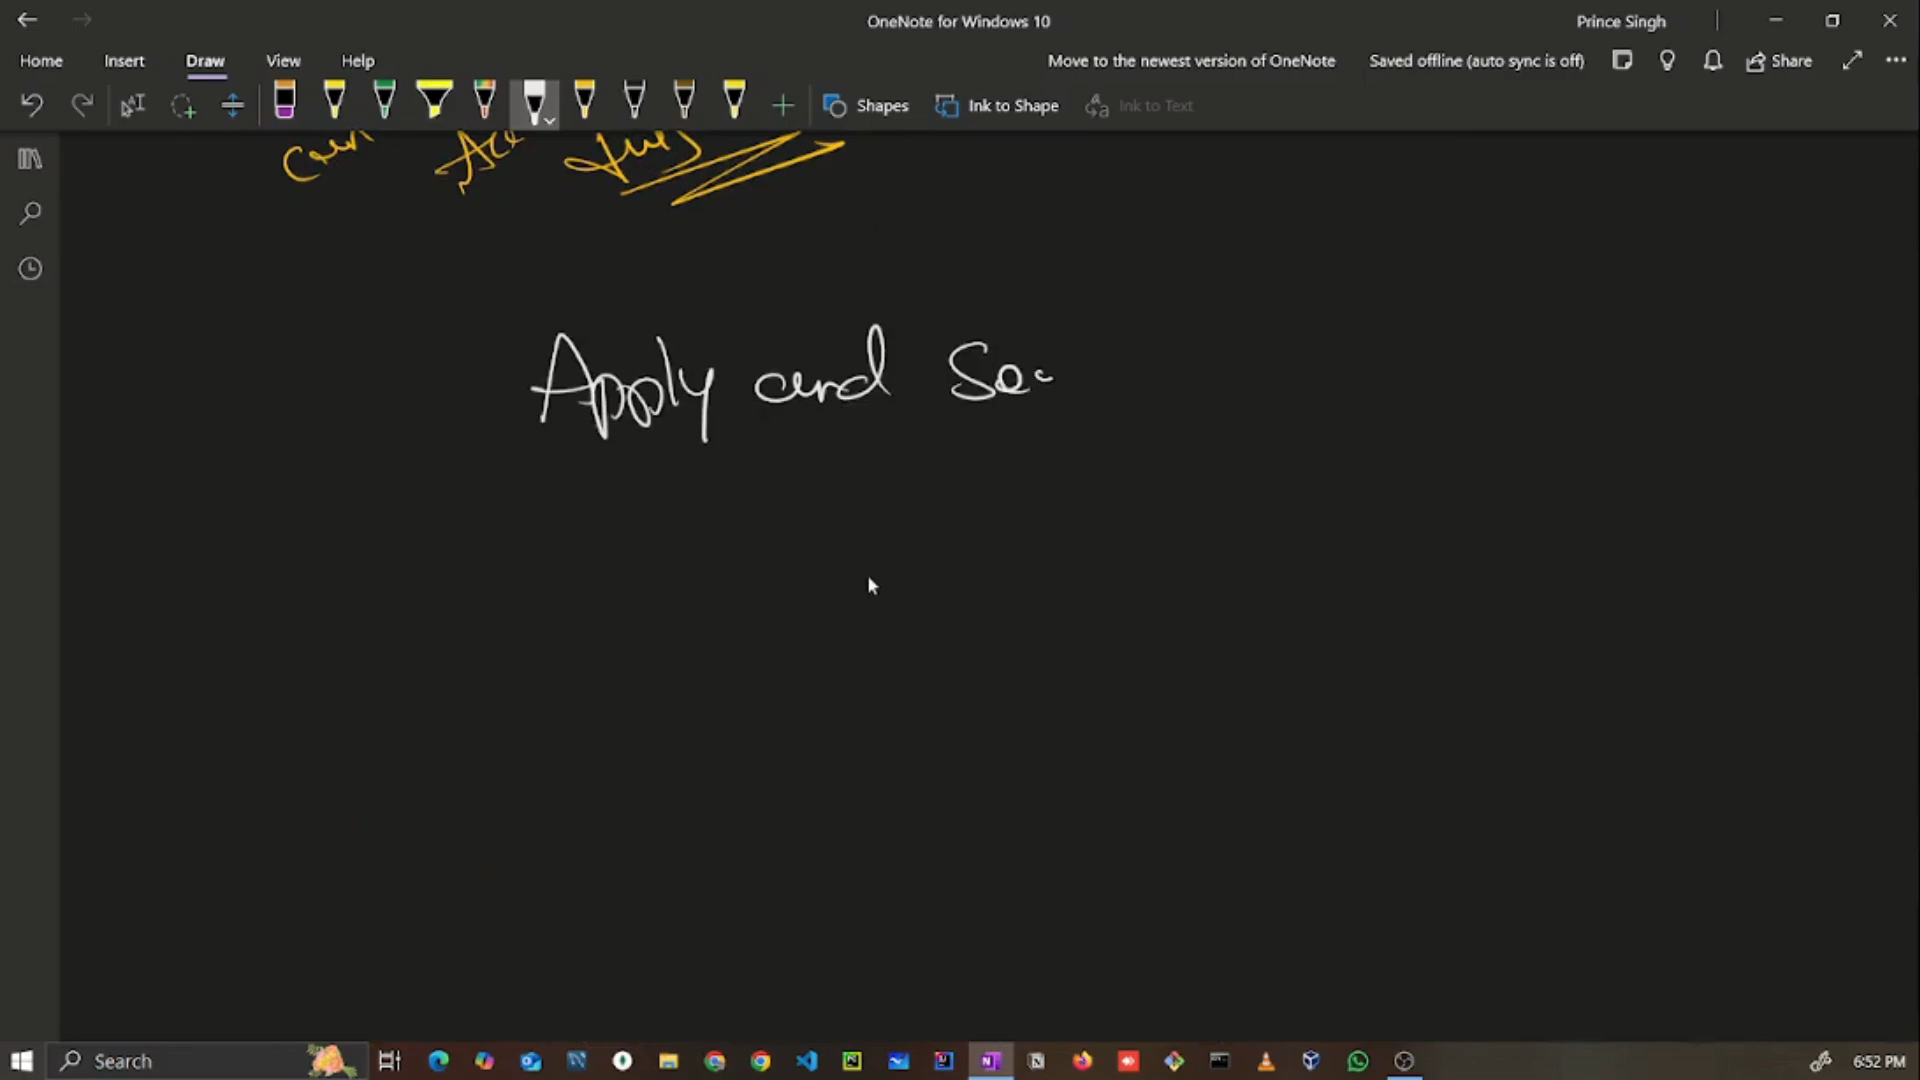 OneNote for Windows 10
Prince Singh
Home Insert Draw View Help
Move to the newest version of OneNote
Saved offline (auto sync is off)
Share
Shapes
Ink to Shape
Ink to Text
Apply and
Search
6:52 PM